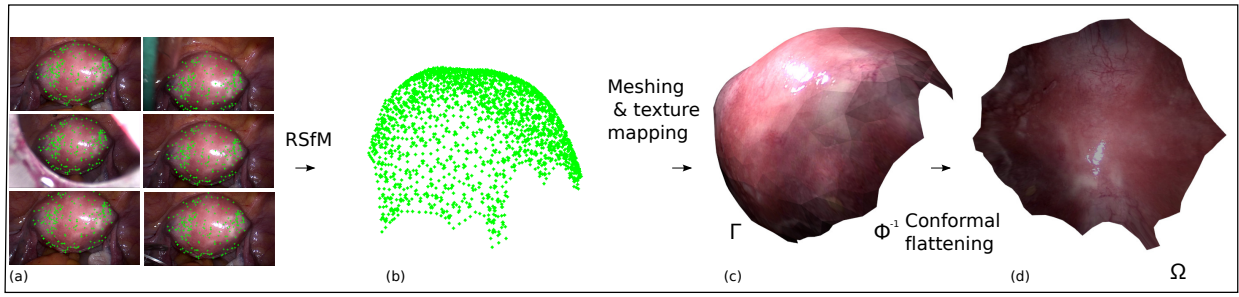 (a)
RSfM
(b)
Meshing
& texture
mapping
Γ
(c)
Φ⁻¹ Conformal
flattening
(d)
Ω